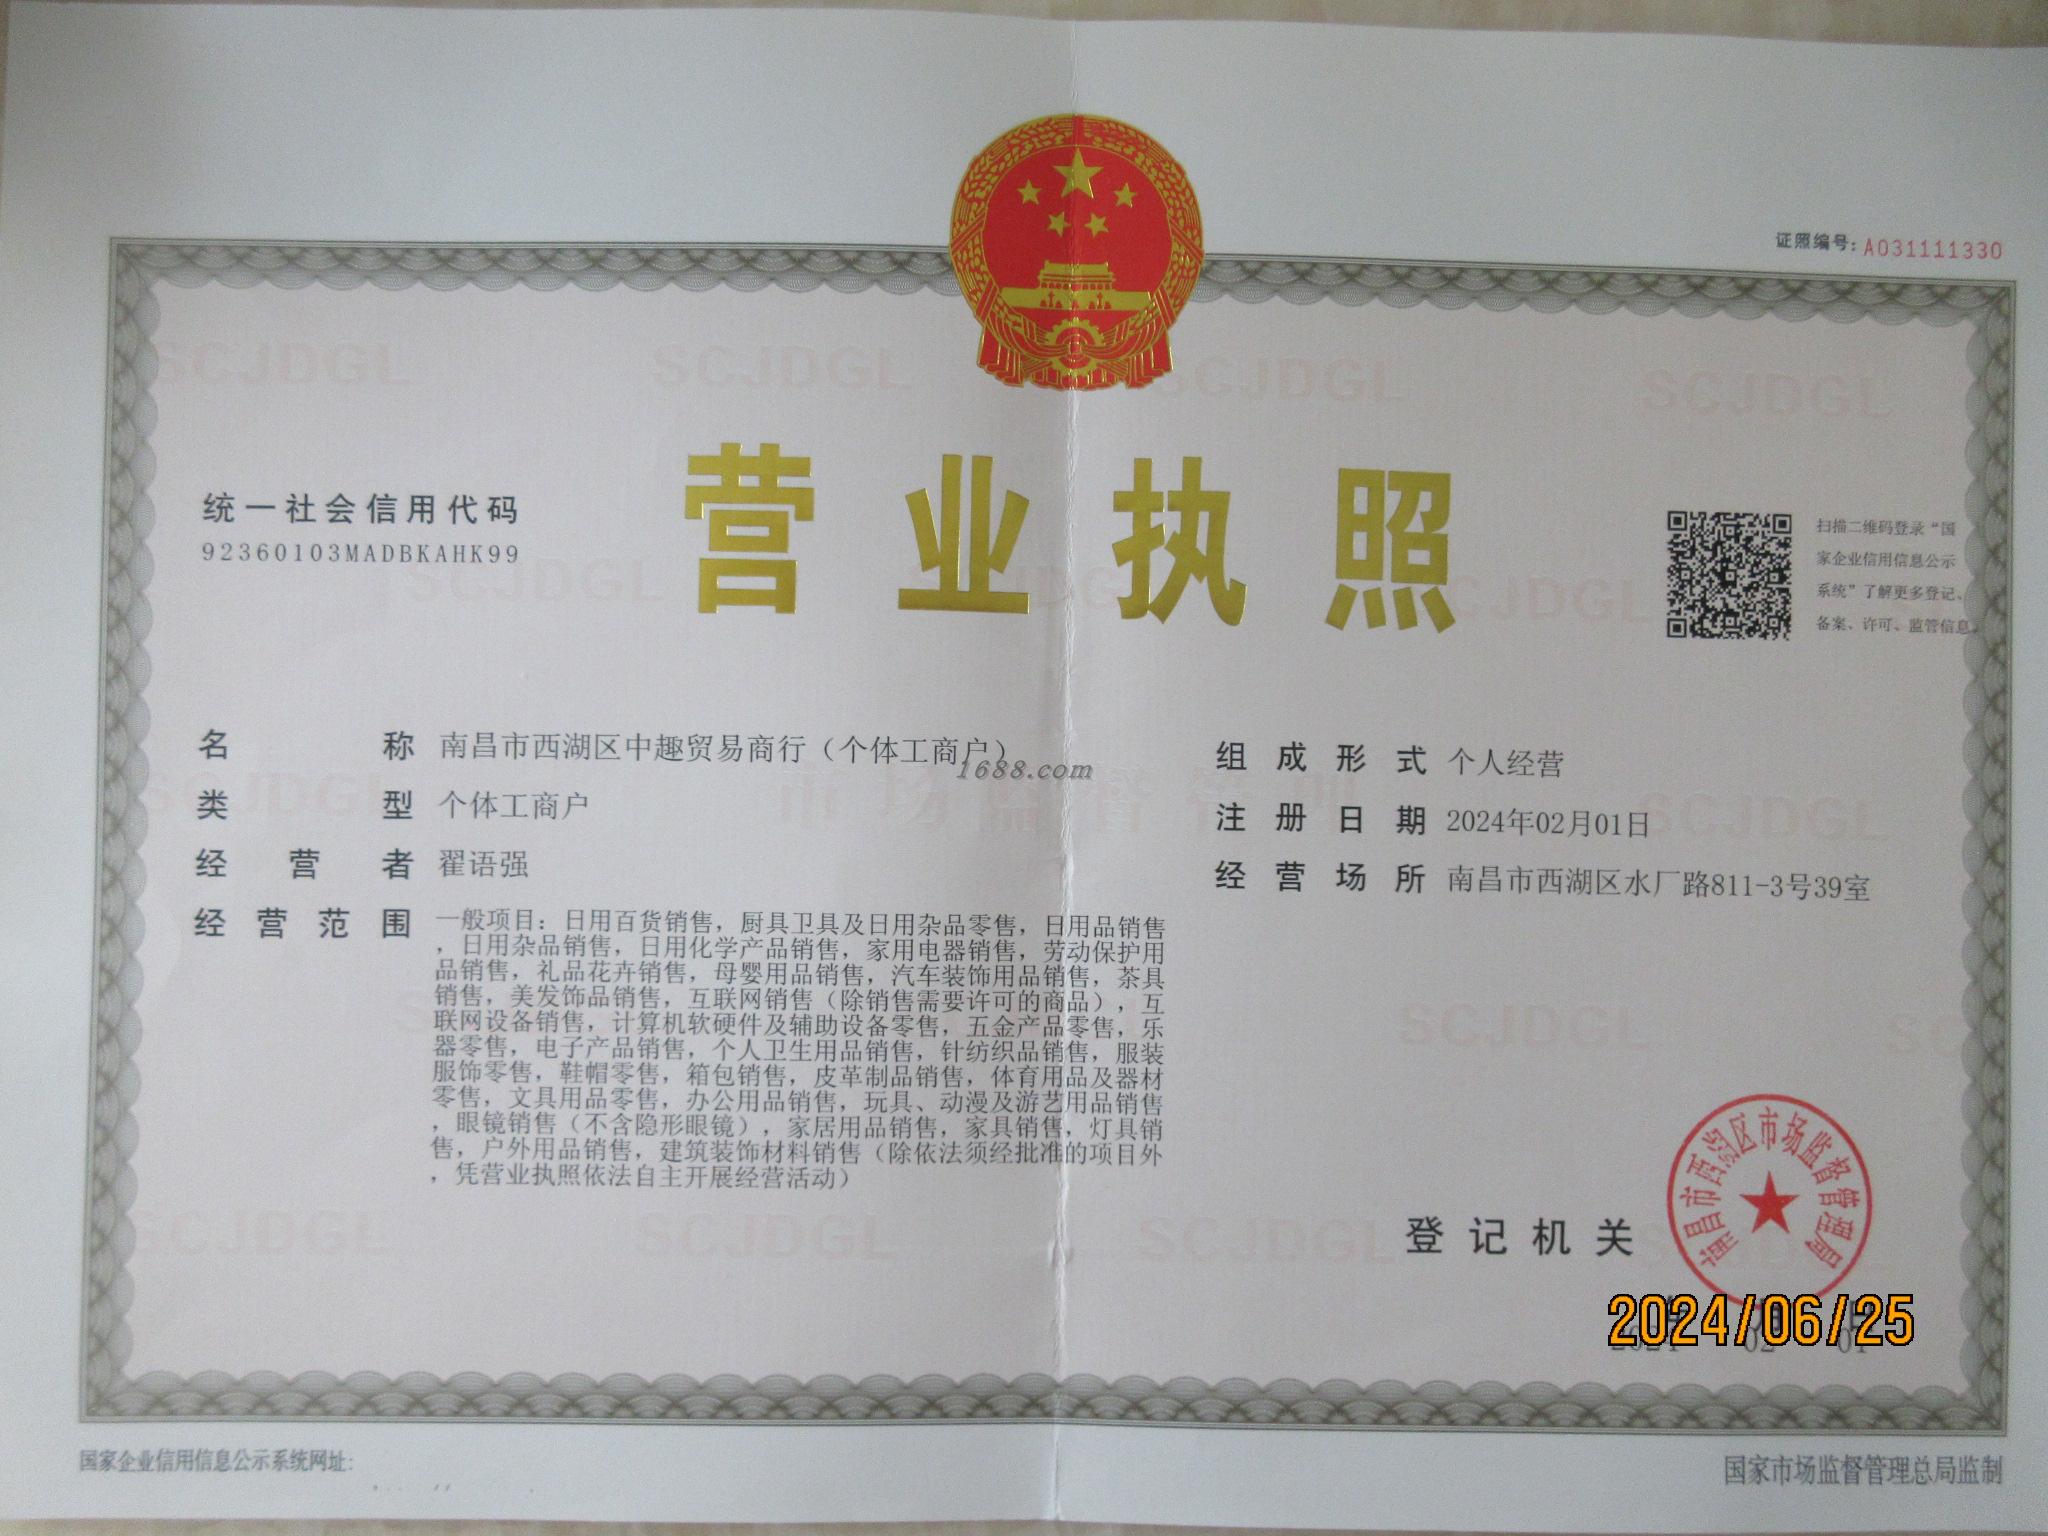 证照编号：A031111330
营业执照
统一社会信用代码
92360103MADBKAHK99
扫描二维码登录“国
家企业信用信息公示
系统”了解更多登记、
备案、许可、监管信息。
名称 南昌市西湖区中趣贸易商行（个体工商户）
1688.com
类型 个体工商户
经营者 翟语强
经营范围 一般项目：日用百货销售，厨具卫具及日用杂品零售，日用品销售
，日用杂品销售，日用化学产品销售，家用电器销售，劳动保护用
品销售，礼品花卉销售，母婴用品销售，汽车装饰用品销售，茶具
销售，美发饰品销售，互联网销售（除销售需要许可的商品），互
联网设备销售，计算机软硬件及辅助设备零售，五金产品零售，乐
器零售，电子产品销售，个人卫生用品销售，针纺织品销售，服装
服饰零售，鞋帽零售，箱包销售，皮革制品销售，体育用品及器材
零售，文具用品零售，办公用品销售，玩具、动漫及游艺用品销售
，眼镜销售（不含隐形眼镜），家居用品销售，家具销售，灯具销
售，户外用品销售，建筑装饰材料销售（除依法须经批准的项目外
，凭营业执照依法自主开展经营活动）
组成形式 个人经营
注册日期 2024年02月01日
经营场所 南昌市西湖区水厂路811-3号39室
登记机关
南昌市西湖区市场监督管理局
2024/06/25
国家企业信用信息公示系统网址：
国家市场监督管理总局监制